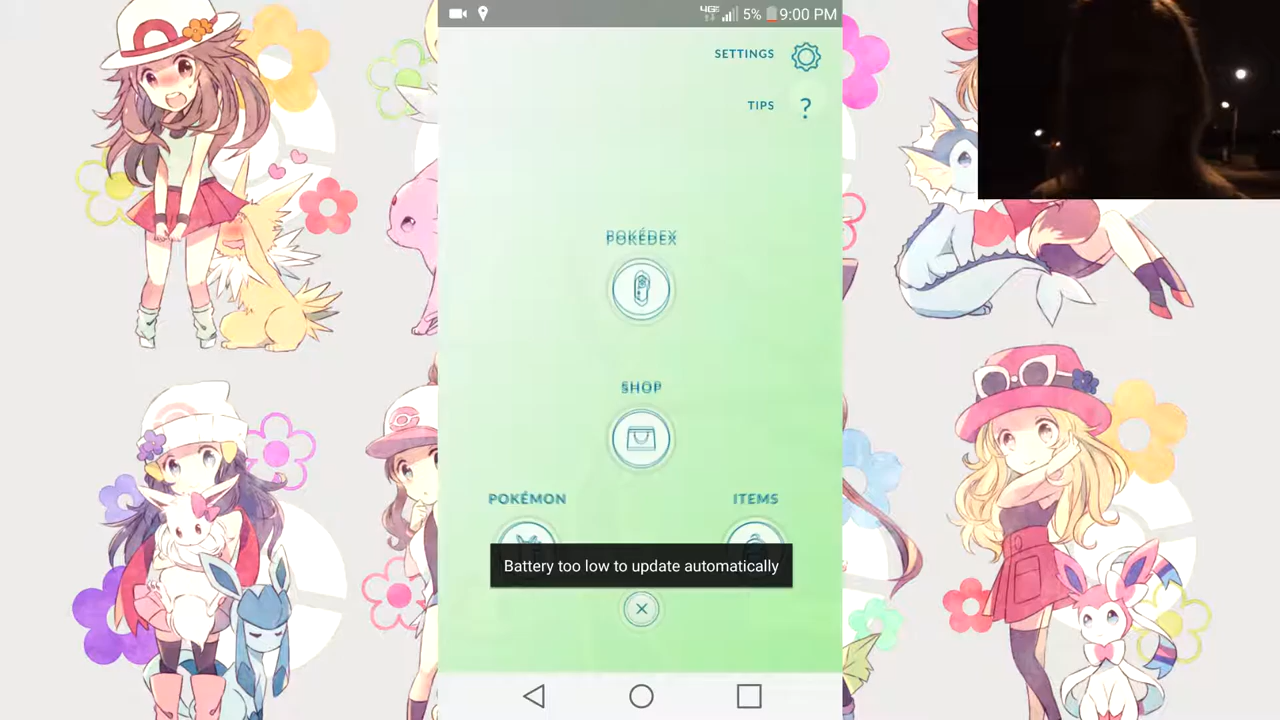 4G 5% 9:00 PM
SETTINGS
TIPS ?
POKÉDEX
SHOP
POKÉMON ITEMS
Battery too low to update automatically